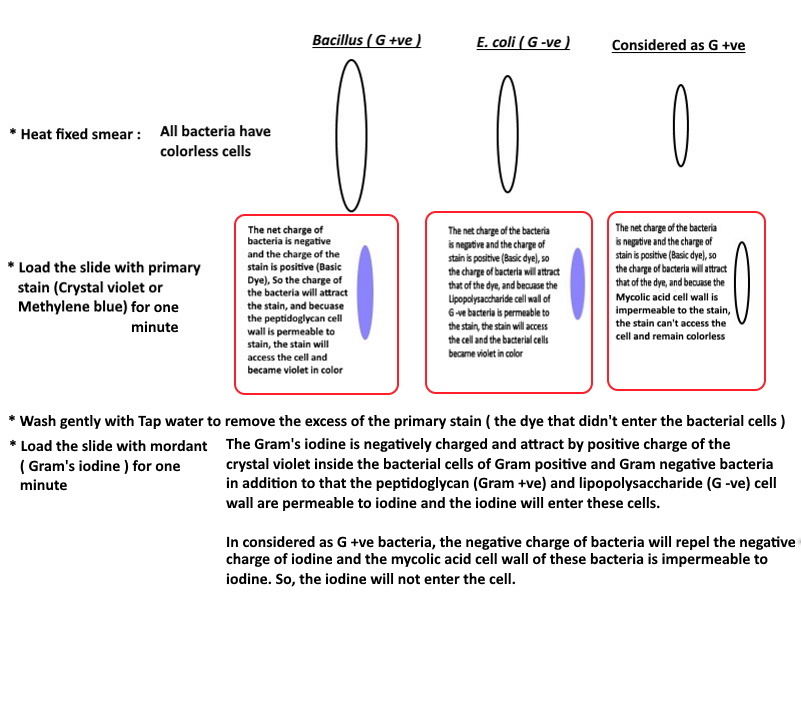 Bacillus ( G +ve )
E. coli ( G -ve )
Considered as G +ve
* Heat fixed smear :
All bacteria have
colorless cells
* Load the slide with primary
stain (Crystal violet or
Methylene blue) for one
minute
The net charge of
bacteria is negative
and the charge of the
stain is positive (Basic
Dye), So the charge of
the bacteria will attract
the stain, and becuase
the peptidoglycan cell
wall is permeable to
stain, the stain will
access the cell and
became violet in color
The net charge of the bacteria
is negative and the charge of
stain is positive (Basic dye), so
the charge of bacteria will attract
that of the dye, and becuase the
Lipopolysaccharide cell wall of
G -ve bacteria is permeable to
the stain, the stain will access
the cell and the bacterial cells
became violet in color
The net charge of the bacteria
is negative and the charge of
stain is positive (Basic dye), so
the charge of bacteria will attract
that of the dye, and becuase the
Mycolic acid cell wall is
impermeable to the stain,
the stain can't access the
cell and remain colorless
* Wash gently with Tap water to remove the excess of the primary stain ( the dye that didn't enter the bacterial cells )
* Load the slide with mordant
( Gram's iodine ) for one
minute
The Gram's iodine is negatively charged and attract by positive charge of the
crystal violet inside the bacterial cells of Gram positive and Gram negative bacteria
in addition to that the peptidoglycan (Gram +ve) and lipopolysaccharide (G -ve) cell
wall are permeable to iodine and the iodine will enter these cells.
In considered as G +ve bacteria, the negative charge of bacteria will repel the negative
charge of iodine and the mycolic acid cell wall of these bacteria is impermeable to
iodine. So, the iodine will not enter the cell.